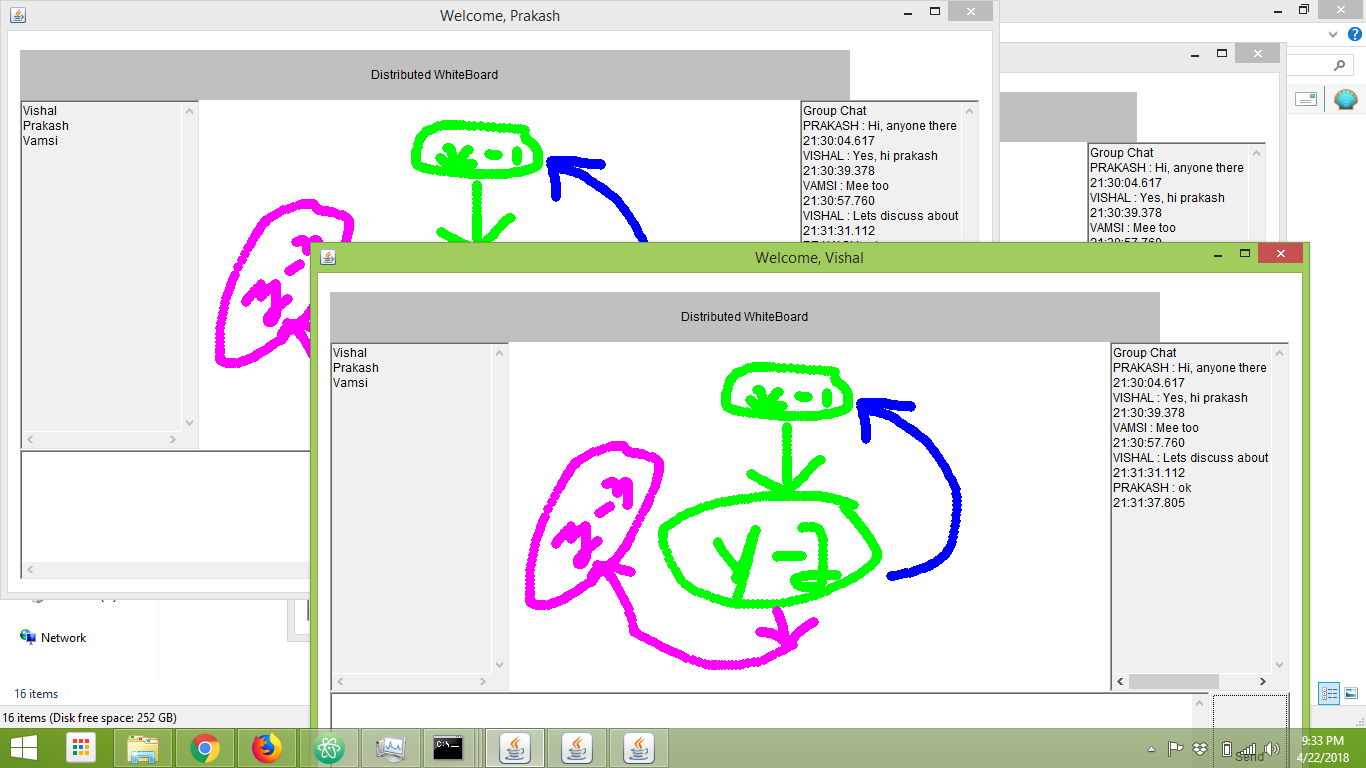 Welcome, Prakash
Distributed WhiteBoard
Vishal
Prakash
Vamsi
Group Chat
PRAKASH : Hi, anyone there
21:30:04.617
VISHAL : Yes, hi prakash
21:30:39.378
VAMSI : Mee too
21:30:57.760
VISHAL : Lets discuss about
21:31:31.112
Group Chat
PRAKASH : Hi, anyone there
21:30:04.617
VISHAL : Yes, hi prakash
21:30:39.378
VAMSI : Mee too
21:30:57.760
Welcome, Vishal
Distributed WhiteBoard
Vishal
Prakash
Vamsi
y-1
Group Chat
PRAKASH : Hi, anyone there
21:30:04.617
VISHAL : Yes, hi prakash
21:30:39.378
VAMSI : Mee too
21:30:57.760
VISHAL : Lets discuss about
21:31:31.112
PRAKASH : ok
21:31:37.805
Network
16 items
16 items (Disk free space: 252 GB)
Send
9:33 PM
4/22/2018